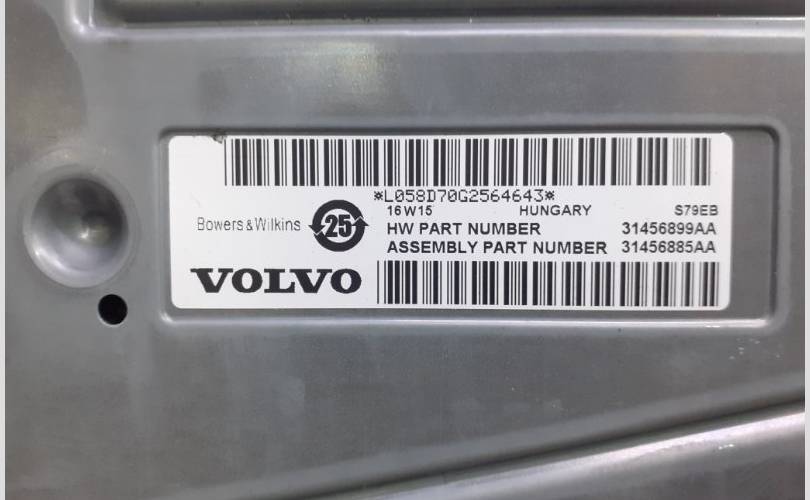 *L058D70G2564643*
16W15 HUNGARY S79EB
Bowers & Wilkins 25
HW PART NUMBER 31456899AA
ASSEMBLY PART NUMBER 31456885AA
VOLVO